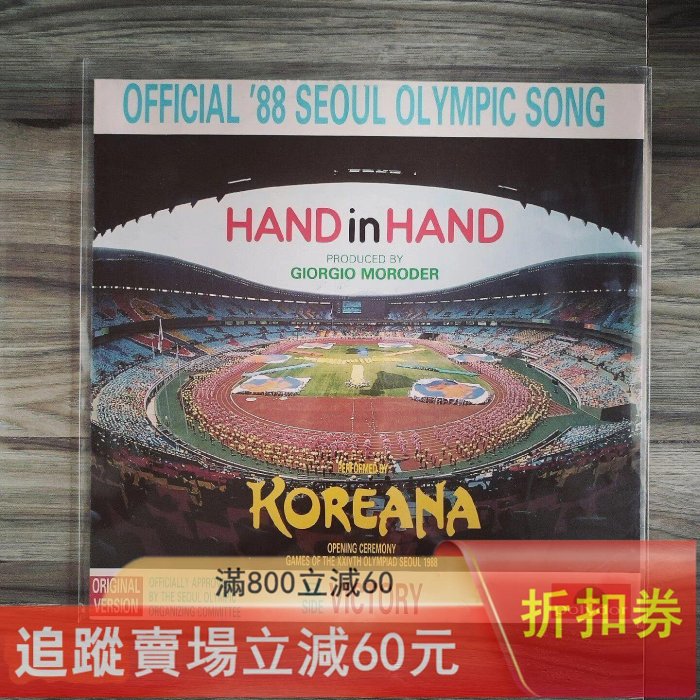 OFFICIAL '88 SEOUL OLYMPIC SONG
HAND in HAND
PRODUCED BY
GIORGIO MORODER
PERFORMED BY
KOREANA
OPENING CEREMONY
GAMES OF THE XXIVTH OLYMPIAD SEOUL 1988
ORIGINAL
VERSION
OFFICIALLY
BY THE SEOUL
ORGANIZING COMMITTEE
SIDE VICTORY
滿800立減60
追蹤賣場立減60元
折扣券